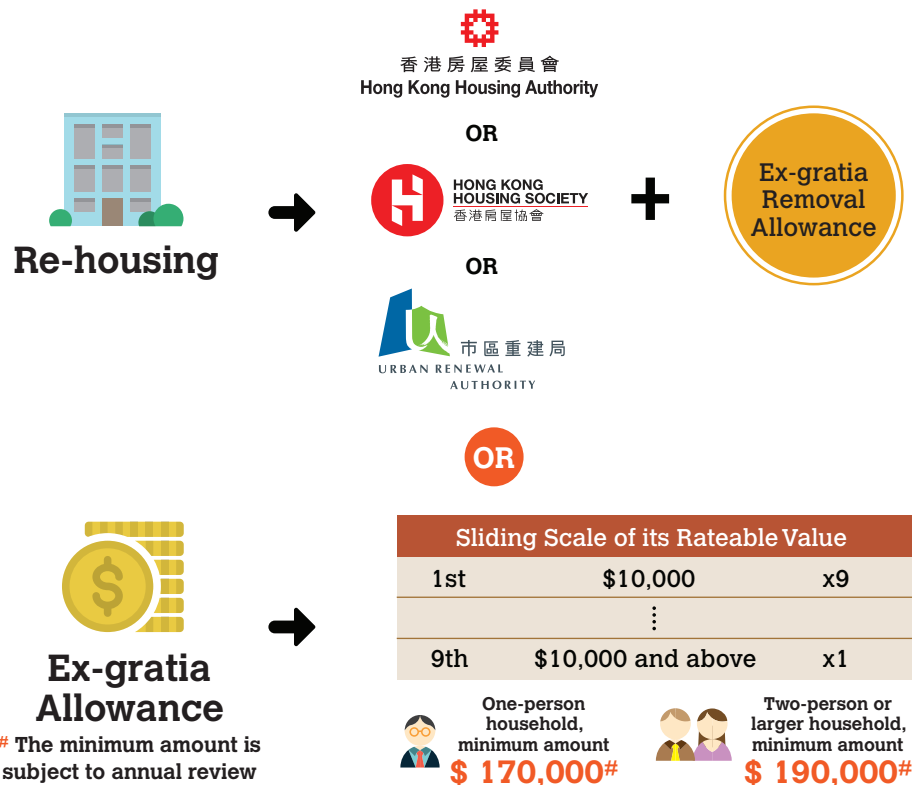 香港房屋委員會
Hong Kong Housing Authority
OR
HONG KONG
HOUSING SOCIETY
香港房屋協會
OR
市區重建局
URBAN RENEWAL
AUTHORITY
Re-housing
+
Ex-gratia
Removal
Allowance
OR
$
Ex-gratia
Allowance
# The minimum amount is
subject to annual review
Sliding Scale of its Rateable Value
1st $10,000 x9
⋮
9th $10,000 and above x1
One-person
household,
minimum amount
$ 170,000#
Two-person or
larger household,
minimum amount
$ 190,000#